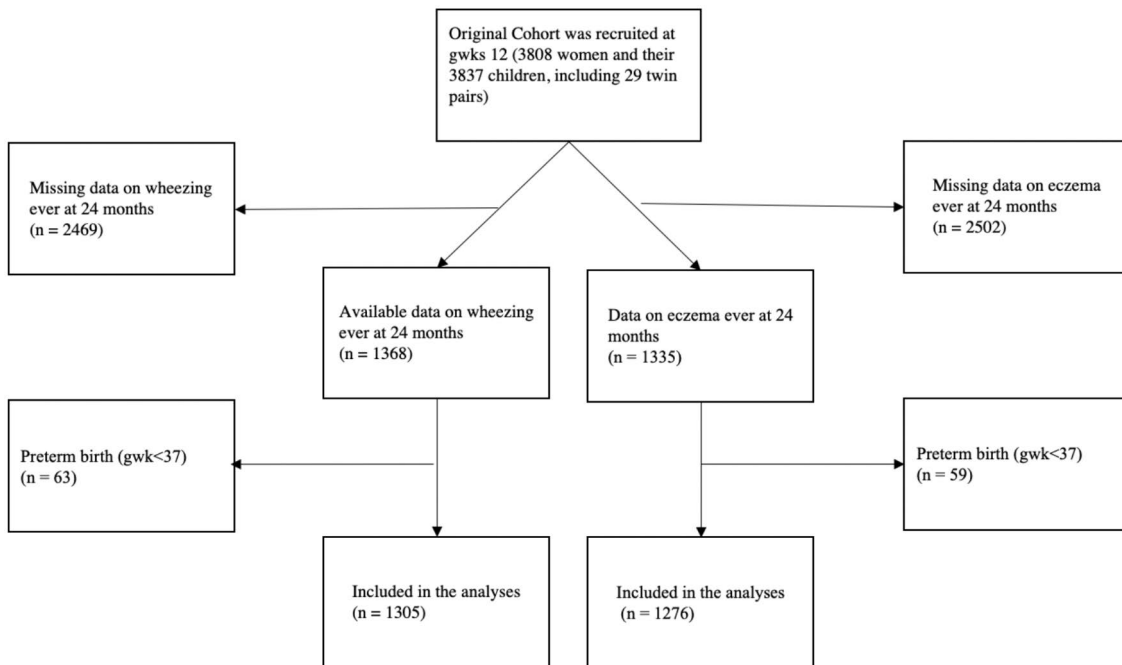 Original Cohort was recruited at
gwks 12 (3808 women and their
3837 children, including 29 twin
pairs)
Missing data on wheezing
ever at 24 months
(n = 2469)
Missing data on eczema
ever at 24 months
(n = 2502)
Available data on wheezing
ever at 24 months
(n = 1368)
Data on eczema ever at 24
months
(n = 1335)
Preterm birth (gwk<37)
(n = 63)
Preterm birth (gwk<37)
(n = 59)
Included in the analyses
(n = 1305)
Included in the analyses
(n = 1276)